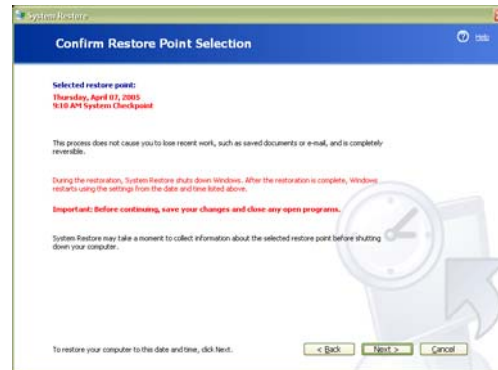 System Restore
Confirm Restore Point Selection
Help
Selected restore point:
Thursday, April 07, 2005
9:10 AM System Checkpoint
This process does not cause you to lose recent work, such as saved documents or e-mail, and is completely
reversible.
During the restoration, System Restore shuts down Windows. After the restoration is complete, Windows
restarts using the settings from the date and time listed above.
Important: Before continuing, save your changes and close any open programs.
System Restore may take a moment to collect information about the selected restore point before shutting
down your computer.
To restore your computer to this date and time, click Next.
< Back Next > Cancel